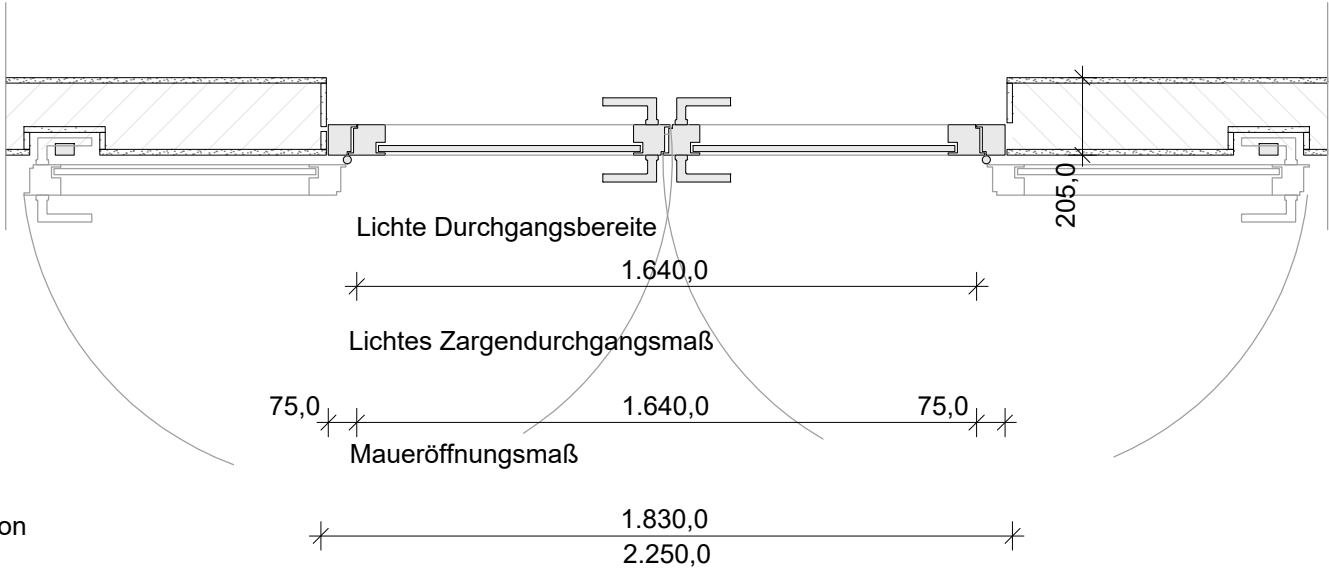 205,0
Lichte Durchgangsbereite
1.640,0
Lichtes Zargendurchgangsmaß
75,0 1.640,0 75,0
Maueröffnungsmaß
on
1.830,0
2.250,0